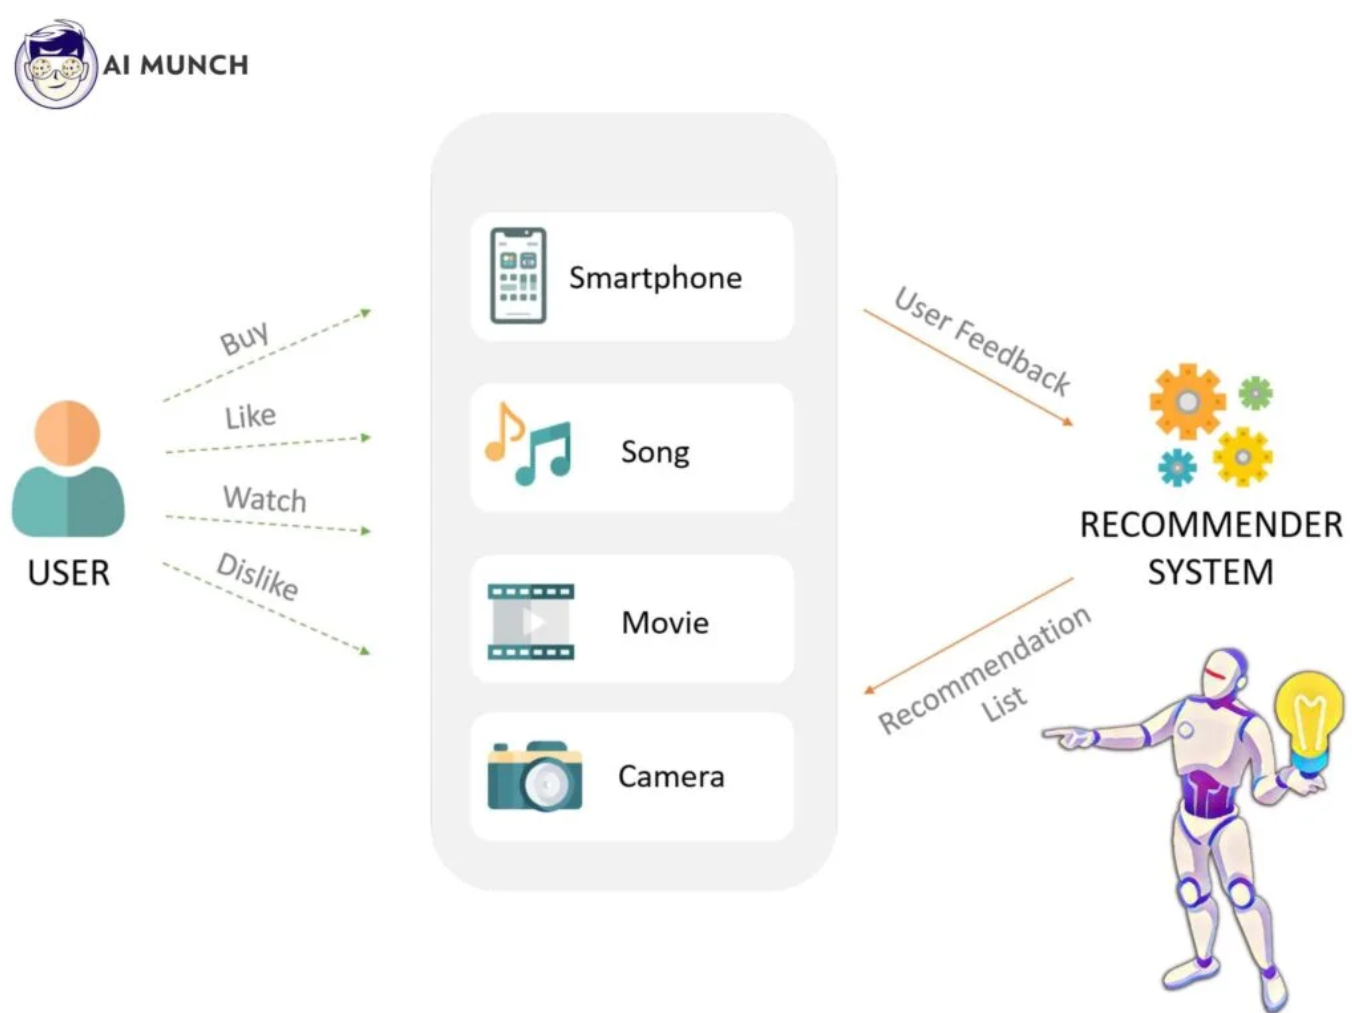 AI MUNCH
Buy
Like
Watch
Dislike
USER
Smartphone
Song
Movie
Camera
User Feedback
RECOMMENDER
SYSTEM
Recommendation
List